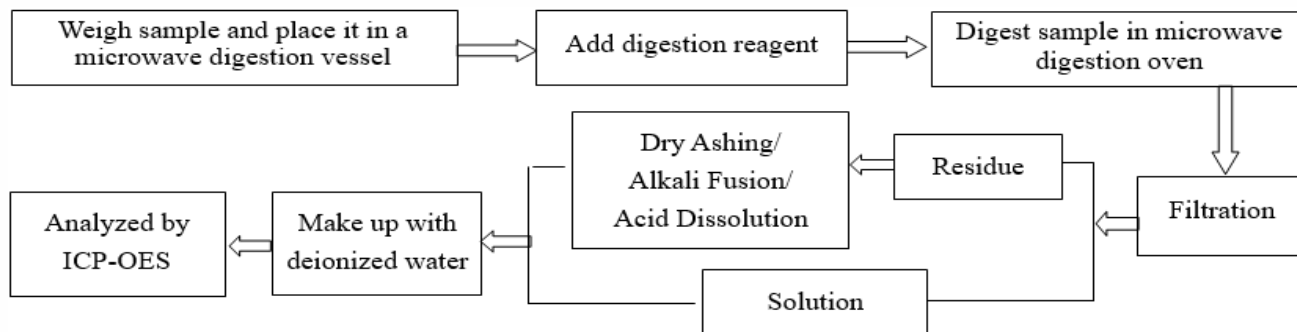 Weigh sample and place it in a
microwave digestion vessel
Add digestion reagent
Digest sample in microwave
digestion oven
Filtration
Residue
Dry Ashing/
Alkali Fusion/
Acid Dissolution
Solution
Make up with
deionized water
Analyzed by
ICP-OES